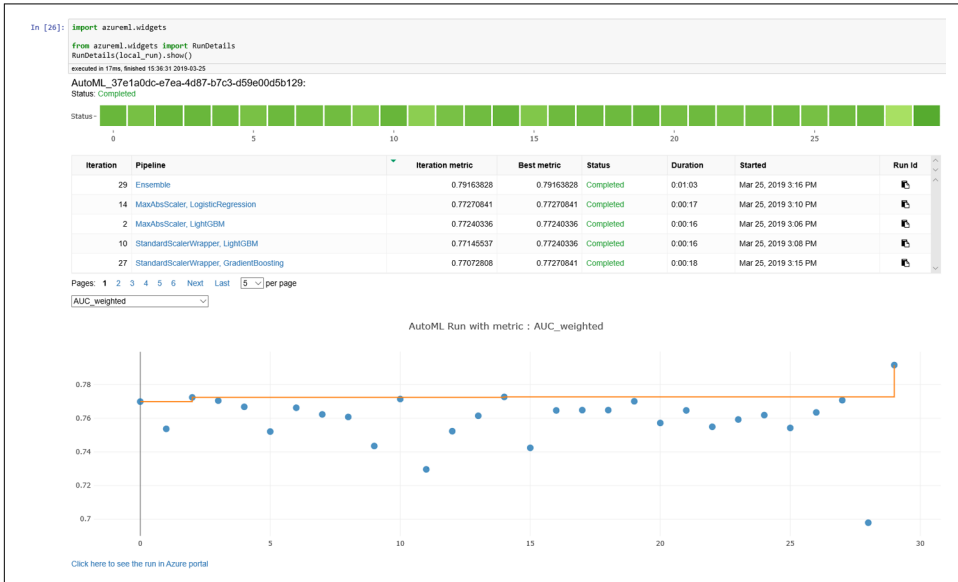 In [26]: import azureml.widgets
from azureml.widgets import RunDetails
RunDetails(local_run).show()
executed in 17ms, finished 15:36:31 2019-03-25
AutoML_37e1a0dc-e7ea-4d87-b7c3-d59e00d5b129:
Status: Completed
Status
0 5 10 15 20 25
Iteration Pipeline Iteration metric Best metric Status Duration Started Run Id
29 Ensemble 0.79163828 0.79163828 Completed 0:01:03 Mar 25, 2019 3:16 PM
14 MaxAbsScaler, LogisticRegression 0.77270841 0.77270841 Completed 0:00:17 Mar 25, 2019 3:10 PM
2 MaxAbsScaler, LightGBM 0.77240336 0.77240336 Completed 0:00:16 Mar 25, 2019 3:06 PM
10 StandardScalerWrapper, LightGBM 0.77145537 0.77240336 Completed 0:00:16 Mar 25, 2019 3:08 PM
27 StandardScalerWrapper, GradientBoosting 0.77072808 0.77270841 Completed 0:00:18 Mar 25, 2019 3:15 PM
Pages: 1 2 3 4 5 6 Next Last 5 per page
AUC_weighted
AutoML Run with metric : AUC_weighted
0.78
0.76
0.74
0.72
0.7
0 5 10 15 20 25 30
Click here to see the run in Azure portal